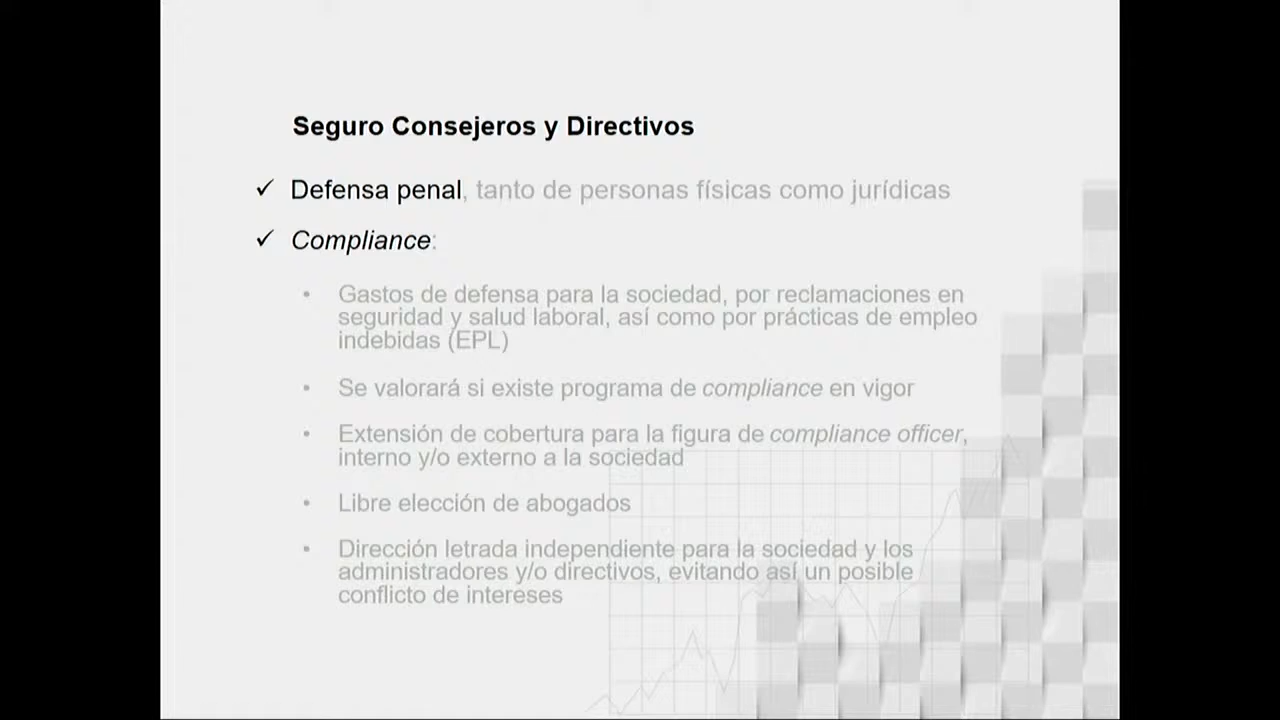 Seguro Consejeros y Directivos
✓ Defensa penal, tanto de personas físicas como jurídicas
✓ Compliance:
• Gastos de defensa para la sociedad, por reclamaciones en
seguridad y salud laboral, así como por prácticas de empleo
indebidas (EPL)
• Se valorará si existe programa de compliance en vigor
• Extensión de cobertura para la figura de compliance officer,
interno y/o externo a la sociedad
• Libre elección de abogados
• Dirección letrada independiente para la sociedad y los
administradores y/o directivos, evitando así un posible
conflicto de intereses